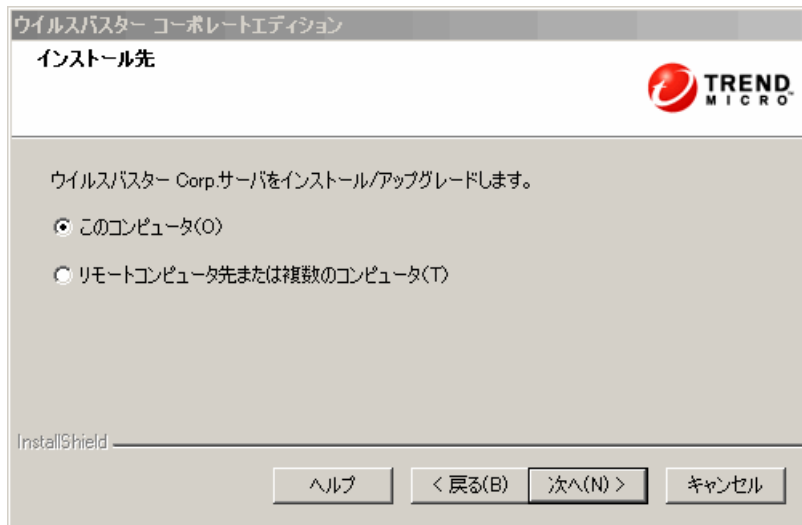 ウイルスバスター コーポレートエディション
インストール先
TREND
MICRO
ウイルスバスター Corp.サーバをインストール/アップグレードします。
このコンピュータ(O)
リモートコンピュータ先または複数のコンピュータ(T)
InstallShield
ヘルプ
< 戻る(B)
次へ(N) >
キャンセル